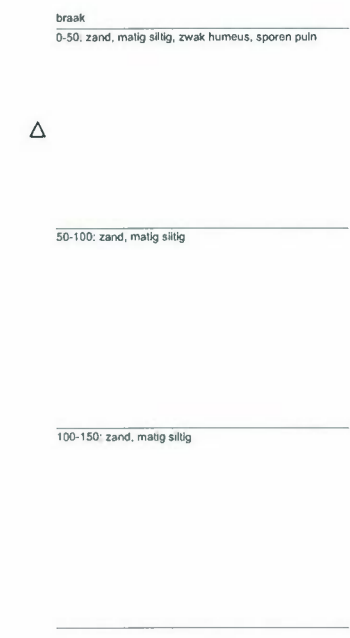 braak
0-50: zand, matig siltig, zwak humeus, sporen puin
50-100: zand, matig siltig
100-150: zand, matig siltig